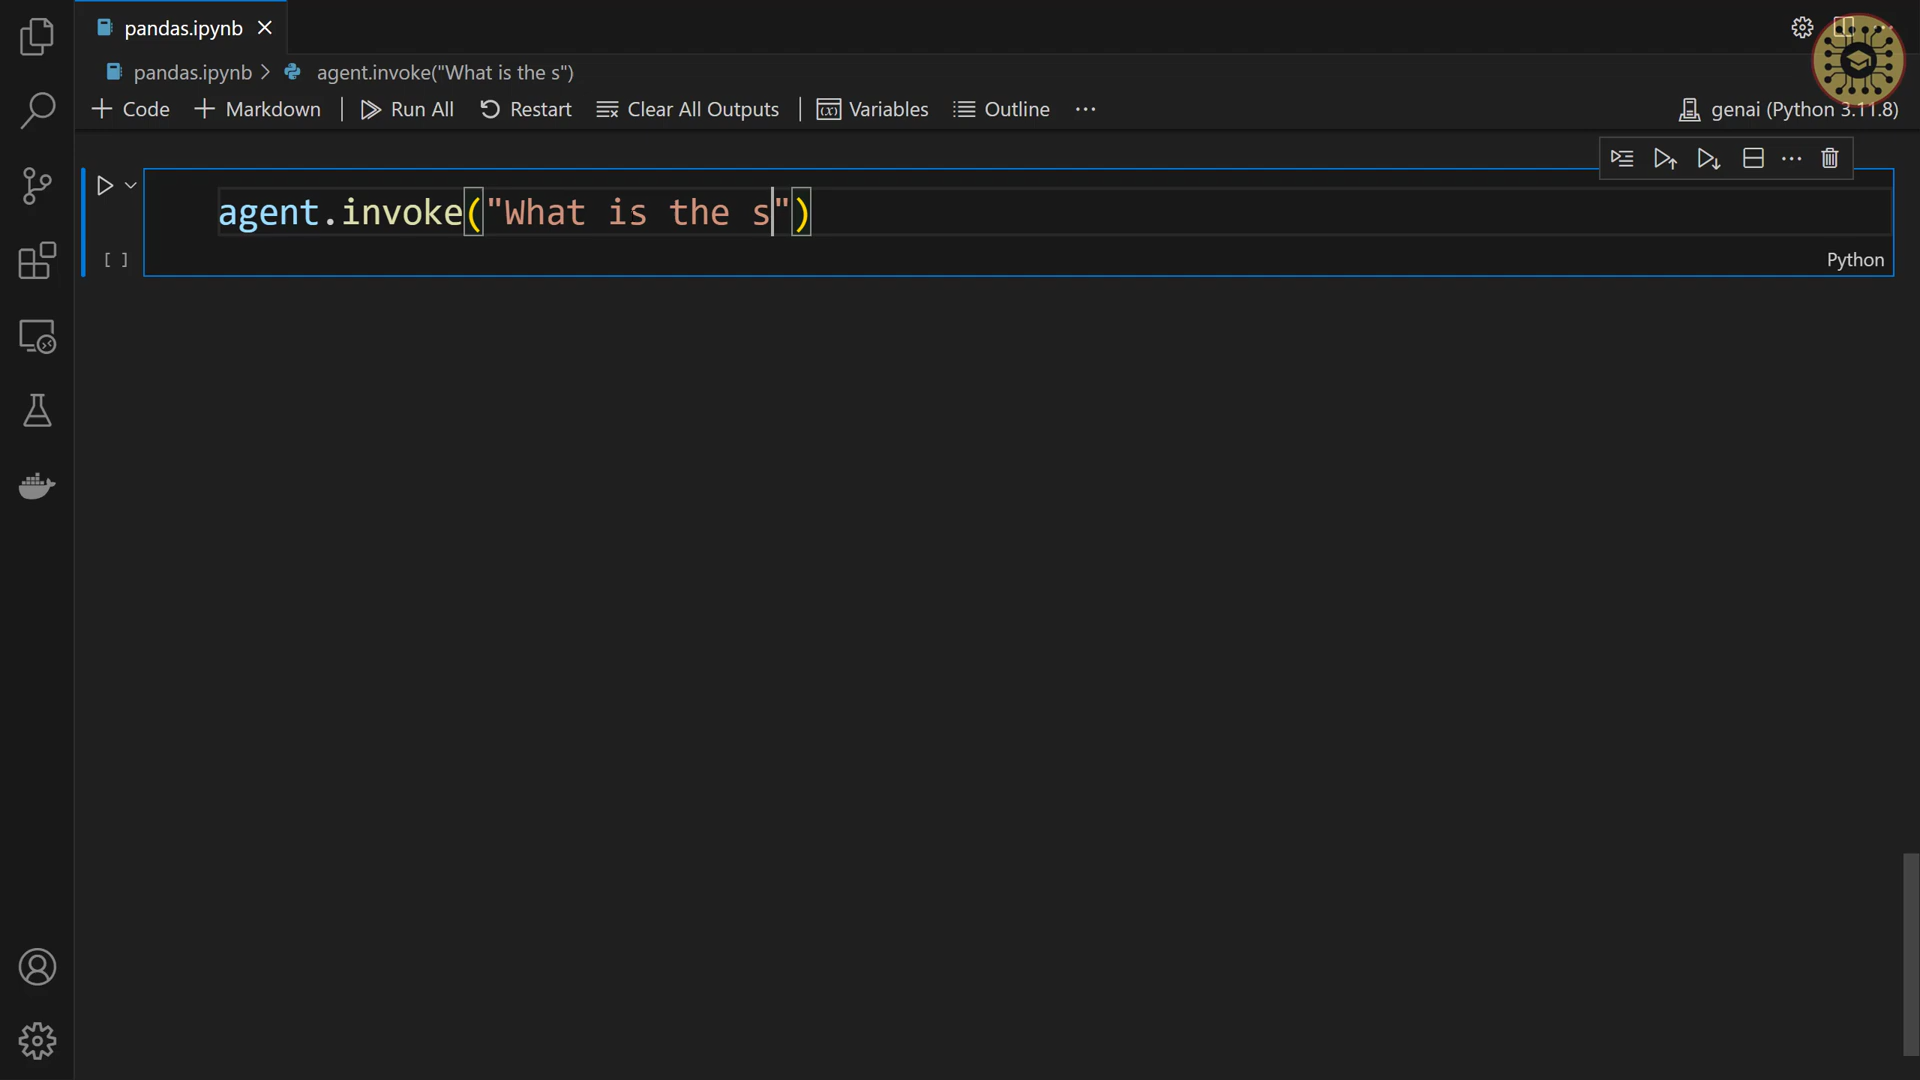 pandas.ipynb
pandas.ipynb > agent.invoke("What is the s")
Code Markdown Run All Restart Clear All Outputs Variables Outline ... genai (Python 3.11.8)
agent.invoke("What is the s")
[ ] Python